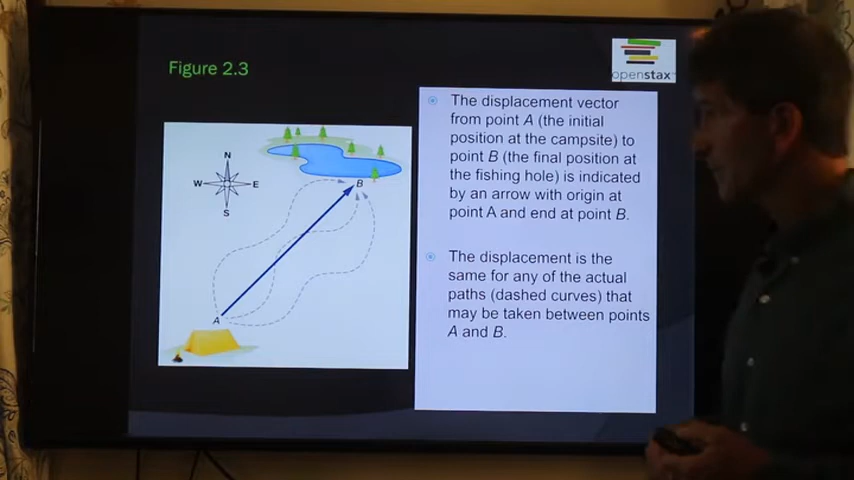 Figure 2.3
openstax™
N
W
E
S
B
A
The displacement vector
from point A (the initial
position at the campsite) to
point B (the final position at
the fishing hole) is indicated
by an arrow with origin at
point A and end at point B.
The displacement is the
same for any of the actual
paths (dashed curves) that
may be taken between points
A and B.